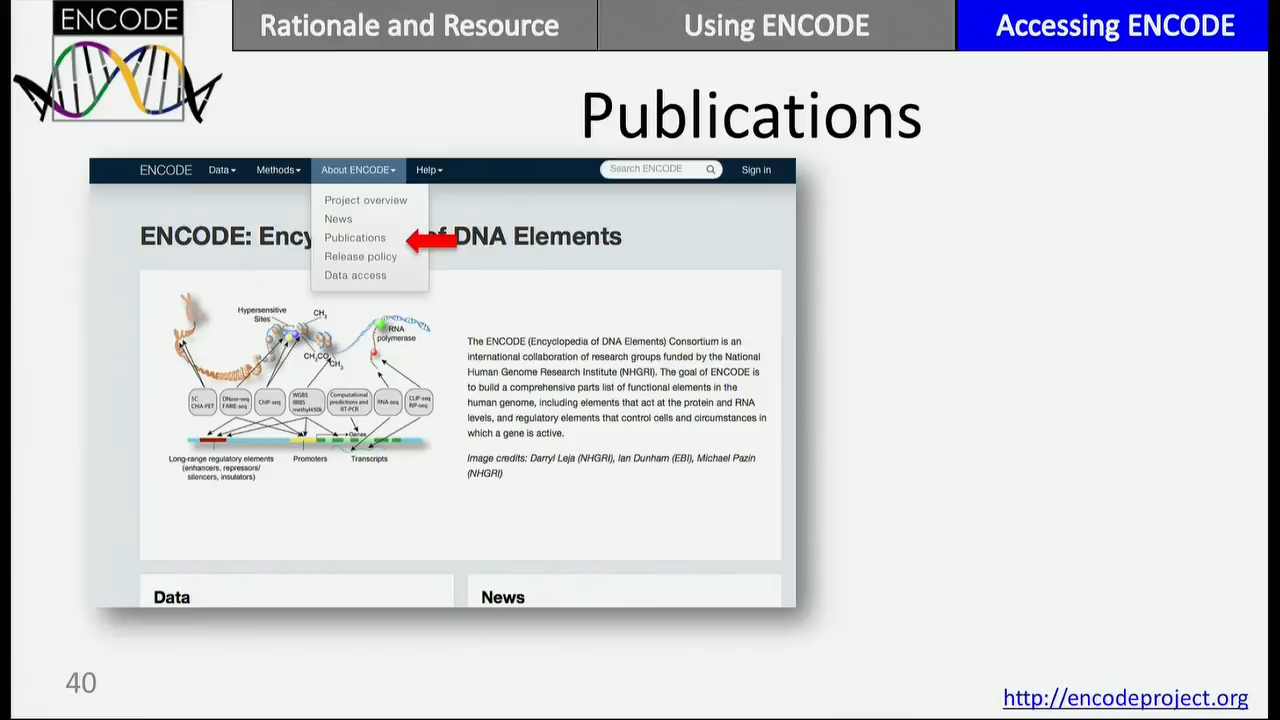 ENCODE
Rationale and Resource
Using ENCODE
Accessing ENCODE
Publications
ENCODE
Data
Methods
About ENCODE
Help
Search ENCODE
Sign in
Project overview
News
Publications
Release policy
Data access
ENCODE: Ency
of DNA Elements
Hypersensitive
Sites
CH3
RNA
polymerase
CH3CO
CH3
5C
ChIA-PET
DNase-seq
FAIRE-seq
ChIP-seq
WGBS
RRBS
methyl450k
Computational
predictions and
RT-PCR
RNA-seq
CLIP-seq
RIP-seq
Genes
Long-range regulatory elements
(enhancers, repressors/
silencers, insulators)
Promoters
Transcripts
The ENCODE (Encyclopedia of DNA Elements) Consortium is an
international collaboration of research groups funded by the National
Human Genome Research Institute (NHGRI). The goal of ENCODE is
to build a comprehensive parts list of functional elements in the
human genome, including elements that act at the protein and RNA
levels, and regulatory elements that control cells and circumstances in
which a gene is active.
Image credits: Darryl Leja (NHGRI), Ian Dunham (EBI), Michael Pazin
(NHGRI)
Data
News
40
http://encodeproject.org